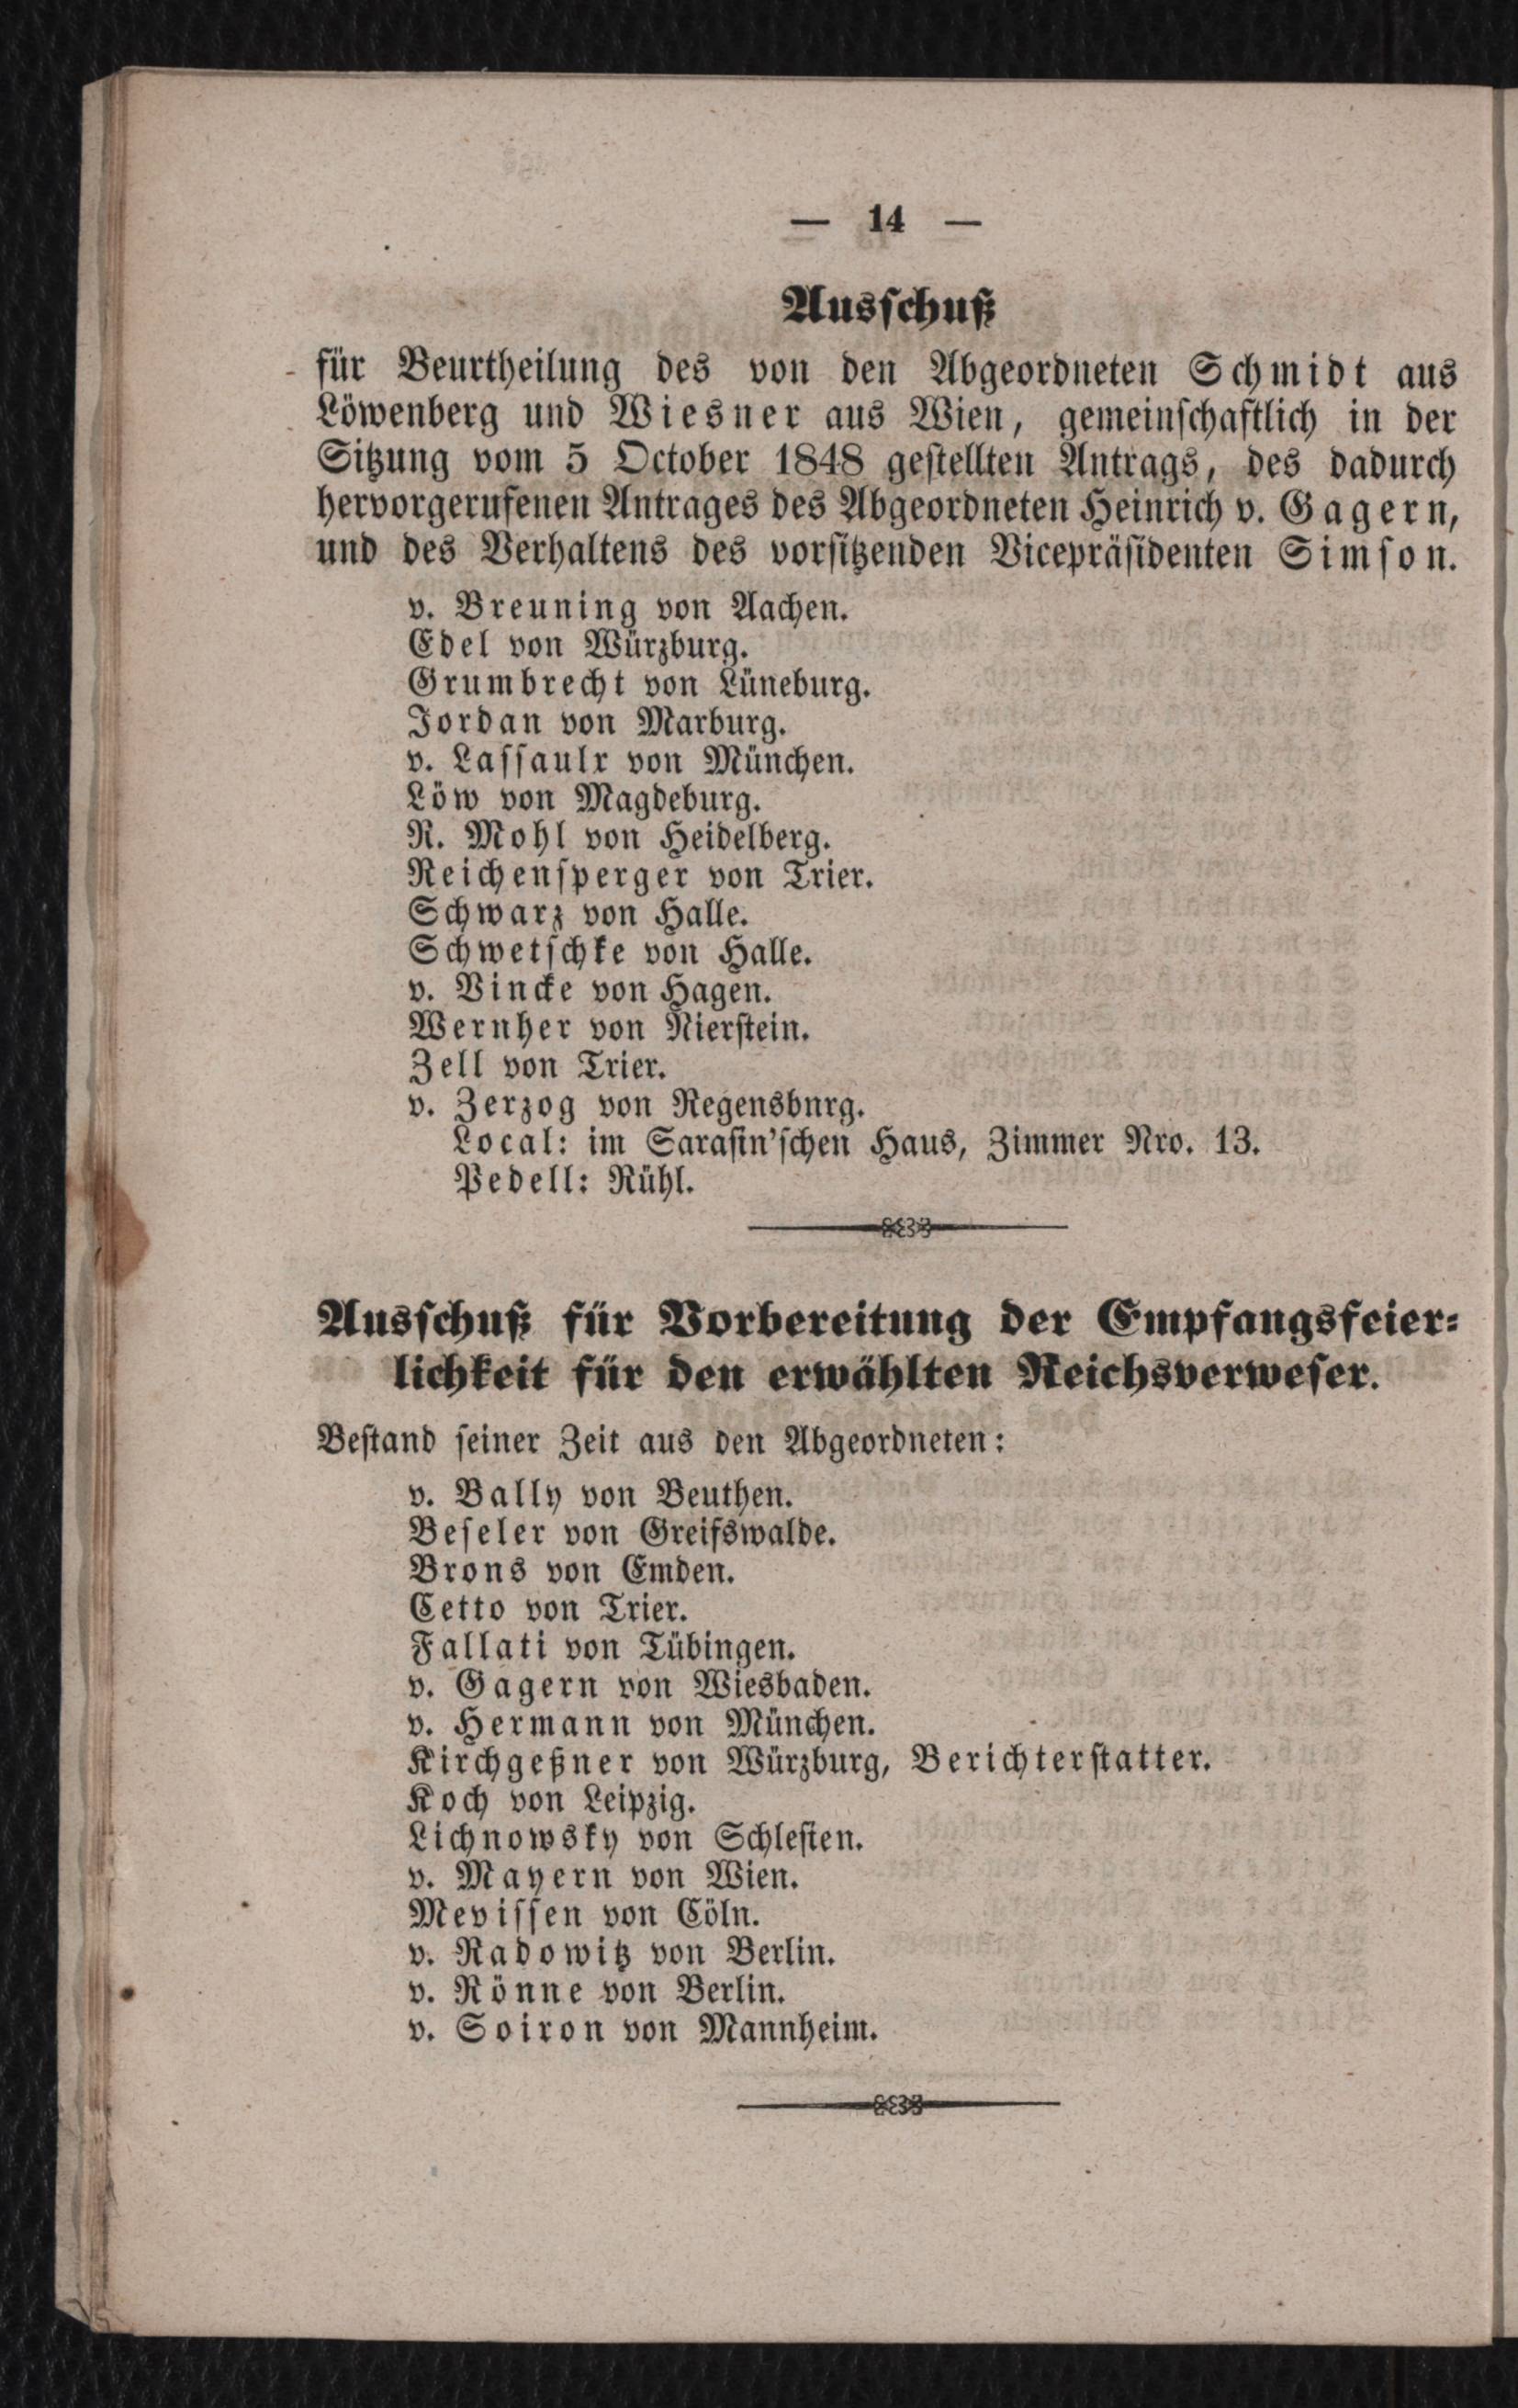 — 14 —
Ausschuß
für Beurtheilung des von den Abgeordneten Schmidt aus
Löwenberg und Wiesner aus Wien, gemeinschaftlich in der
Sitzung vom 5 October 1848 gestellten Antrags, des dadurch
hervorgerufenen Antrages des Abgeordneten Heinrich v. Gagern,
und des Verhaltens des vorsitzenden Vicepräsidenten Simson.
v. Breuning von Aachen.
Edel von Würzburg.
Grumbrecht von Lüneburg.
Jordan von Marburg.
v. Lassaulx von München.
Löw von Magdeburg.
R. Mohl von Heidelberg.
Reichensperger von Trier.
Schwarz von Halle.
Schwetschke von Halle.
v. Vincke von Hagen.
Wernher von Nierstein.
Zell von Trier.
v. Zerzog von Regensbnrg.
Local: im Sarasin'schen Haus, Zimmer Nro. 13.
Pedell: Rühl.
Ausschuß für Vorbereitung der Empfangsfeier-
lichkeit für den erwählten Reichsverweser.
Bestand seiner Zeit aus den Abgeordneten:
v. Bally von Beuthen.
Beseler von Greifswalde.
Brons von Emden.
Cetto von Trier.
Fallati von Tübingen.
v. Gagern von Wiesbaden.
v. Hermann von München.
Kirchgeßner von Würzburg, Berichterstatter.
Koch von Leipzig.
Lichnowsky von Schlesien.
v. Mayern von Wien.
Mevissen von Cöln.
v. Radowitz von Berlin.
v. Rönne von Berlin.
v. Soiron von Mannheim.